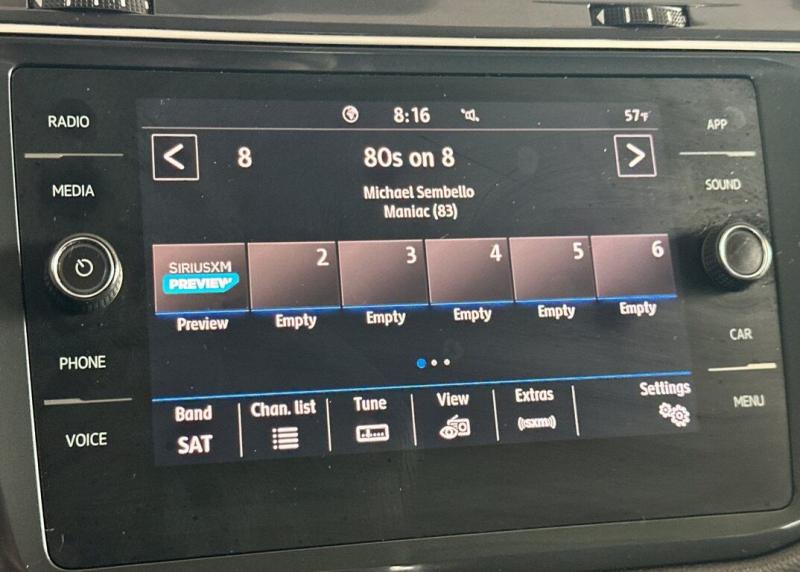 RADIO
MEDIA
PHONE
VOICE
8:16
57°F
8
80s on 8
Michael Sembello
Maniac (83)
SIRIUSXM
PREVIEW
2
3
4
5
6
Preview
Empty
Empty
Empty
Empty
Empty
Band
SAT
Chan. list
Tune
View
Extras
((sxm))
Settings
APP
SOUND
CAR
MENU